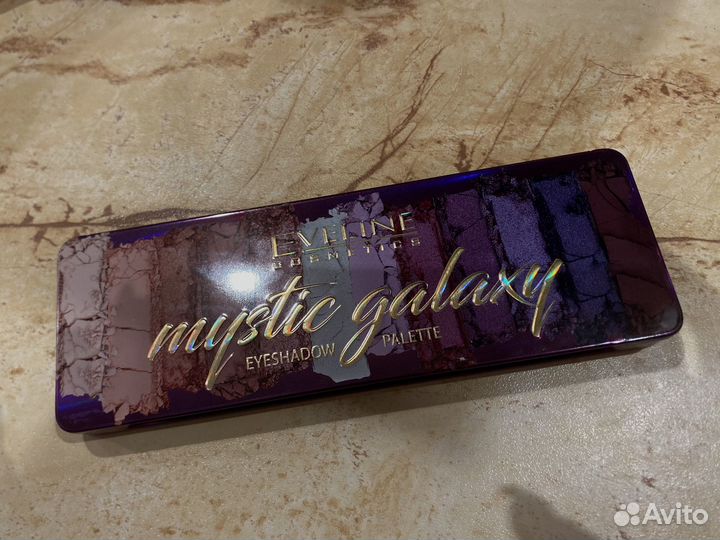 EVELINE
COSMETICS
mystic galaxy
EYESHADOW PALETTE
Avito